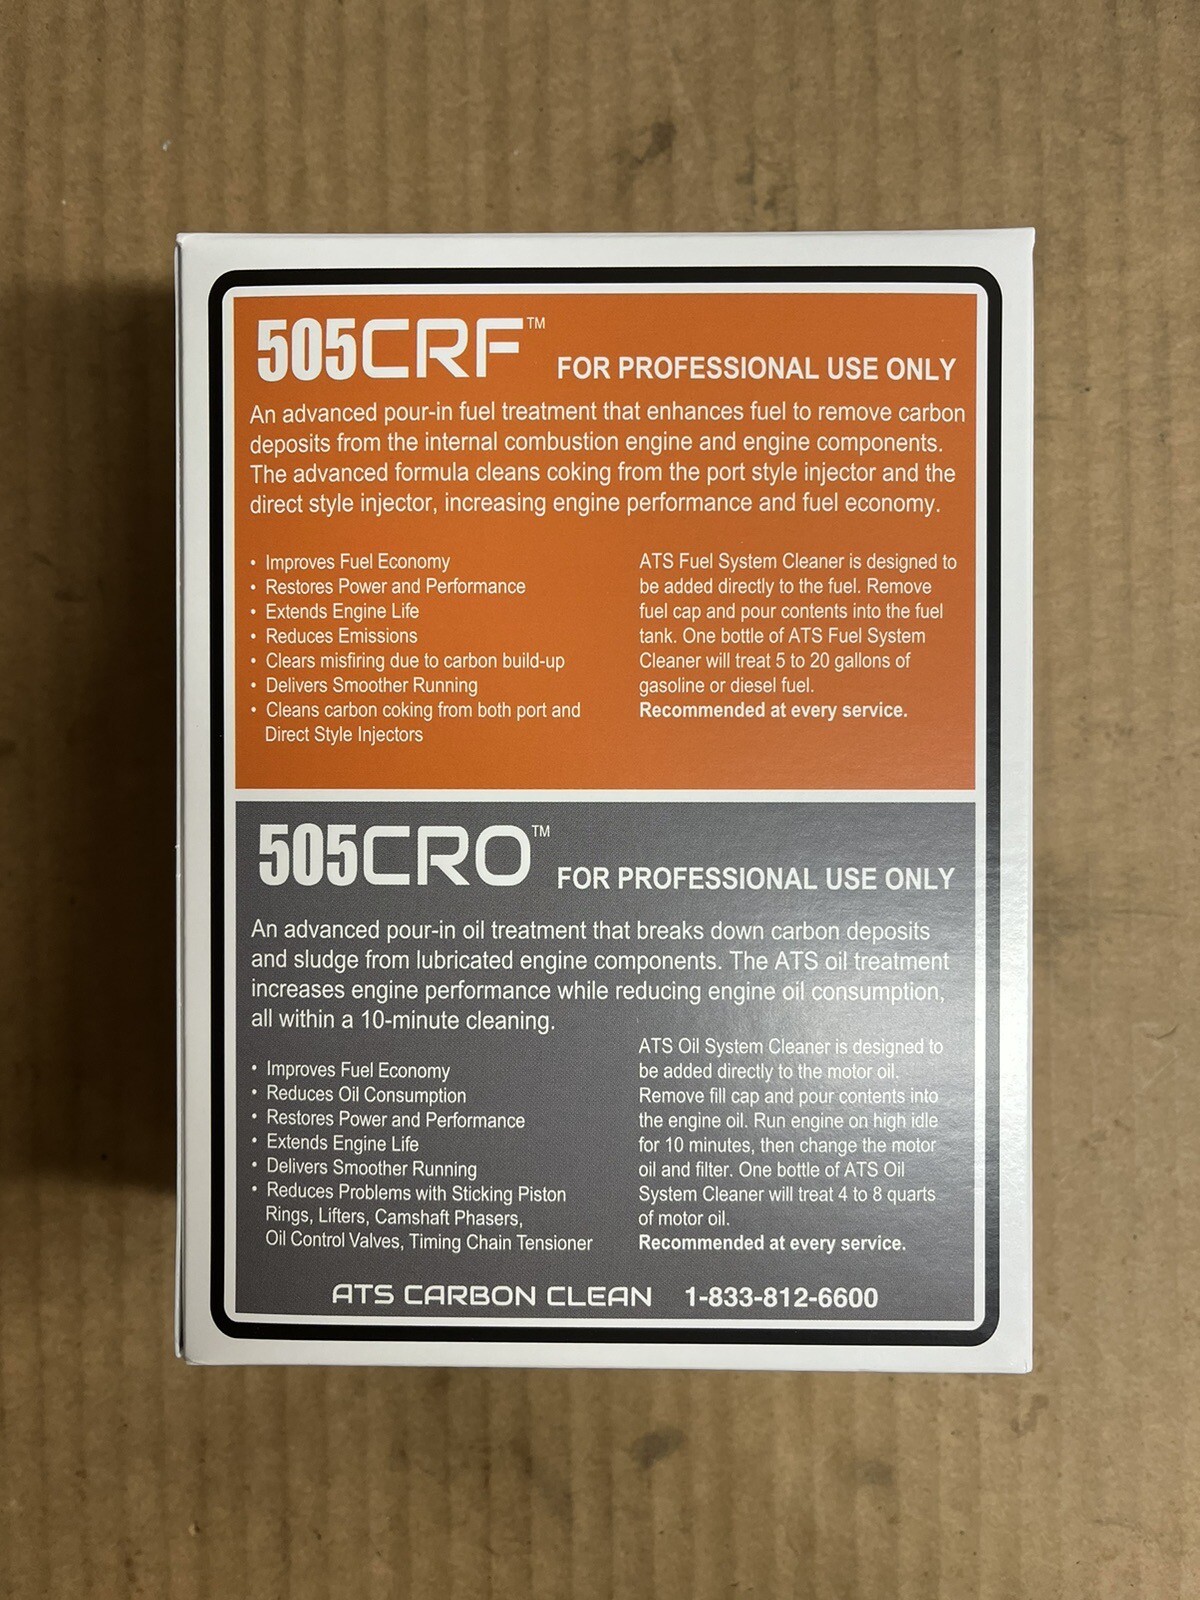 505CRF™ FOR PROFESSIONAL USE ONLY
An advanced pour-in fuel treatment that enhances fuel to remove carbon
deposits from the internal combustion engine and engine components.
The advanced formula cleans coking from the port style injector and the
direct style injector, increasing engine performance and fuel economy.
• Improves Fuel Economy
• Restores Power and Performance
• Extends Engine Life
• Reduces Emissions
• Clears misfiring due to carbon build-up
• Delivers Smoother Running
• Cleans carbon coking from both port and
Direct Style Injectors
ATS Fuel System Cleaner is designed to
be added directly to the fuel. Remove
fuel cap and pour contents into the fuel
tank. One bottle of ATS Fuel System
Cleaner will treat 5 to 20 gallons of
gasoline or diesel fuel.
Recommended at every service.
505CRO™ FOR PROFESSIONAL USE ONLY
An advanced pour-in oil treatment that breaks down carbon deposits
and sludge from lubricated engine components. The ATS oil treatment
increases engine performance while reducing engine oil consumption,
all within a 10-minute cleaning.
• Improves Fuel Economy
• Reduces Oil Consumption
• Restores Power and Performance
• Extends Engine Life
• Delivers Smoother Running
• Reduces Problems with Sticking Piston
Rings, Lifters, Camshaft Phasers,
Oil Control Valves, Timing Chain Tensioner
ATS Oil System Cleaner is designed to
be added directly to the motor oil.
Remove fill cap and pour contents into
the engine oil. Run engine on high idle
for 10 minutes, then change the motor
oil and filter. One bottle of ATS Oil
System Cleaner will treat 4 to 8 quarts
of motor oil.
Recommended at every service.
ATS CARBON CLEAN 1-833-812-6600